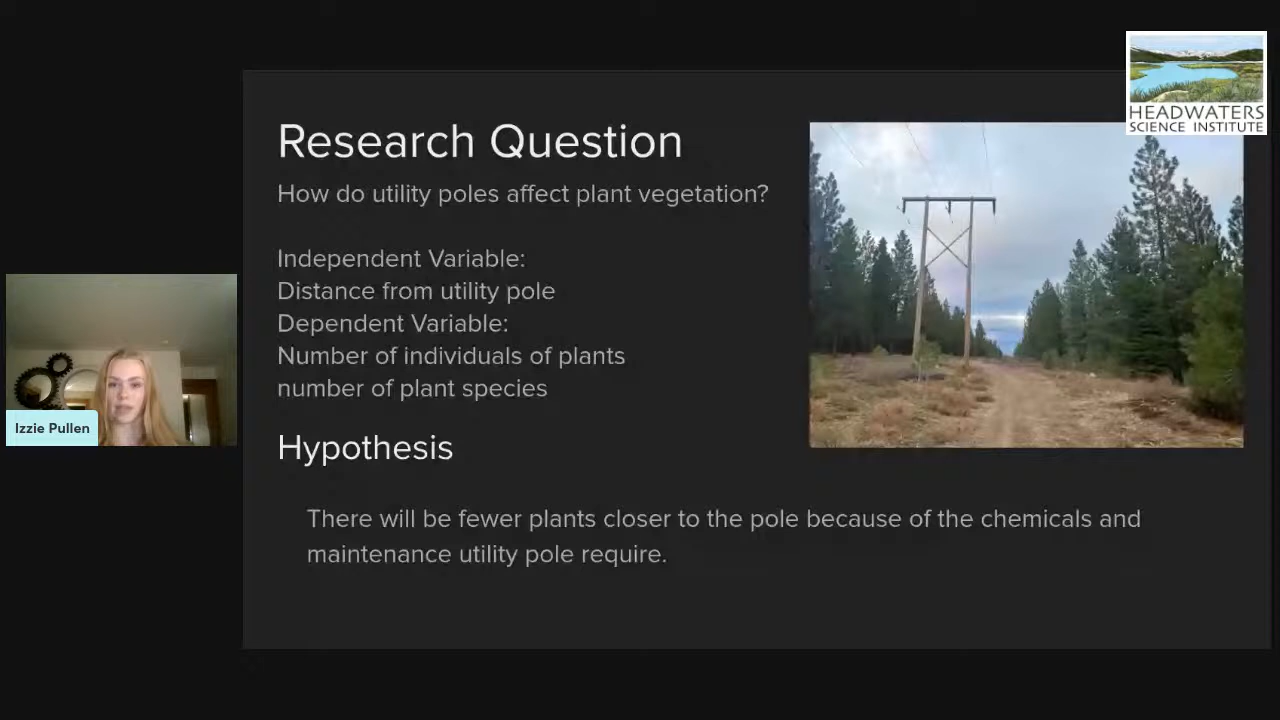 HEADWATERS
SCIENCE INSTITUTE
Research Question
How do utility poles affect plant vegetation?
Independent Variable:
Distance from utility pole
Dependent Variable:
Number of individuals of plants
number of plant species
Izzie Pullen
Hypothesis
There will be fewer plants closer to the pole because of the chemicals and
maintenance utility pole require.